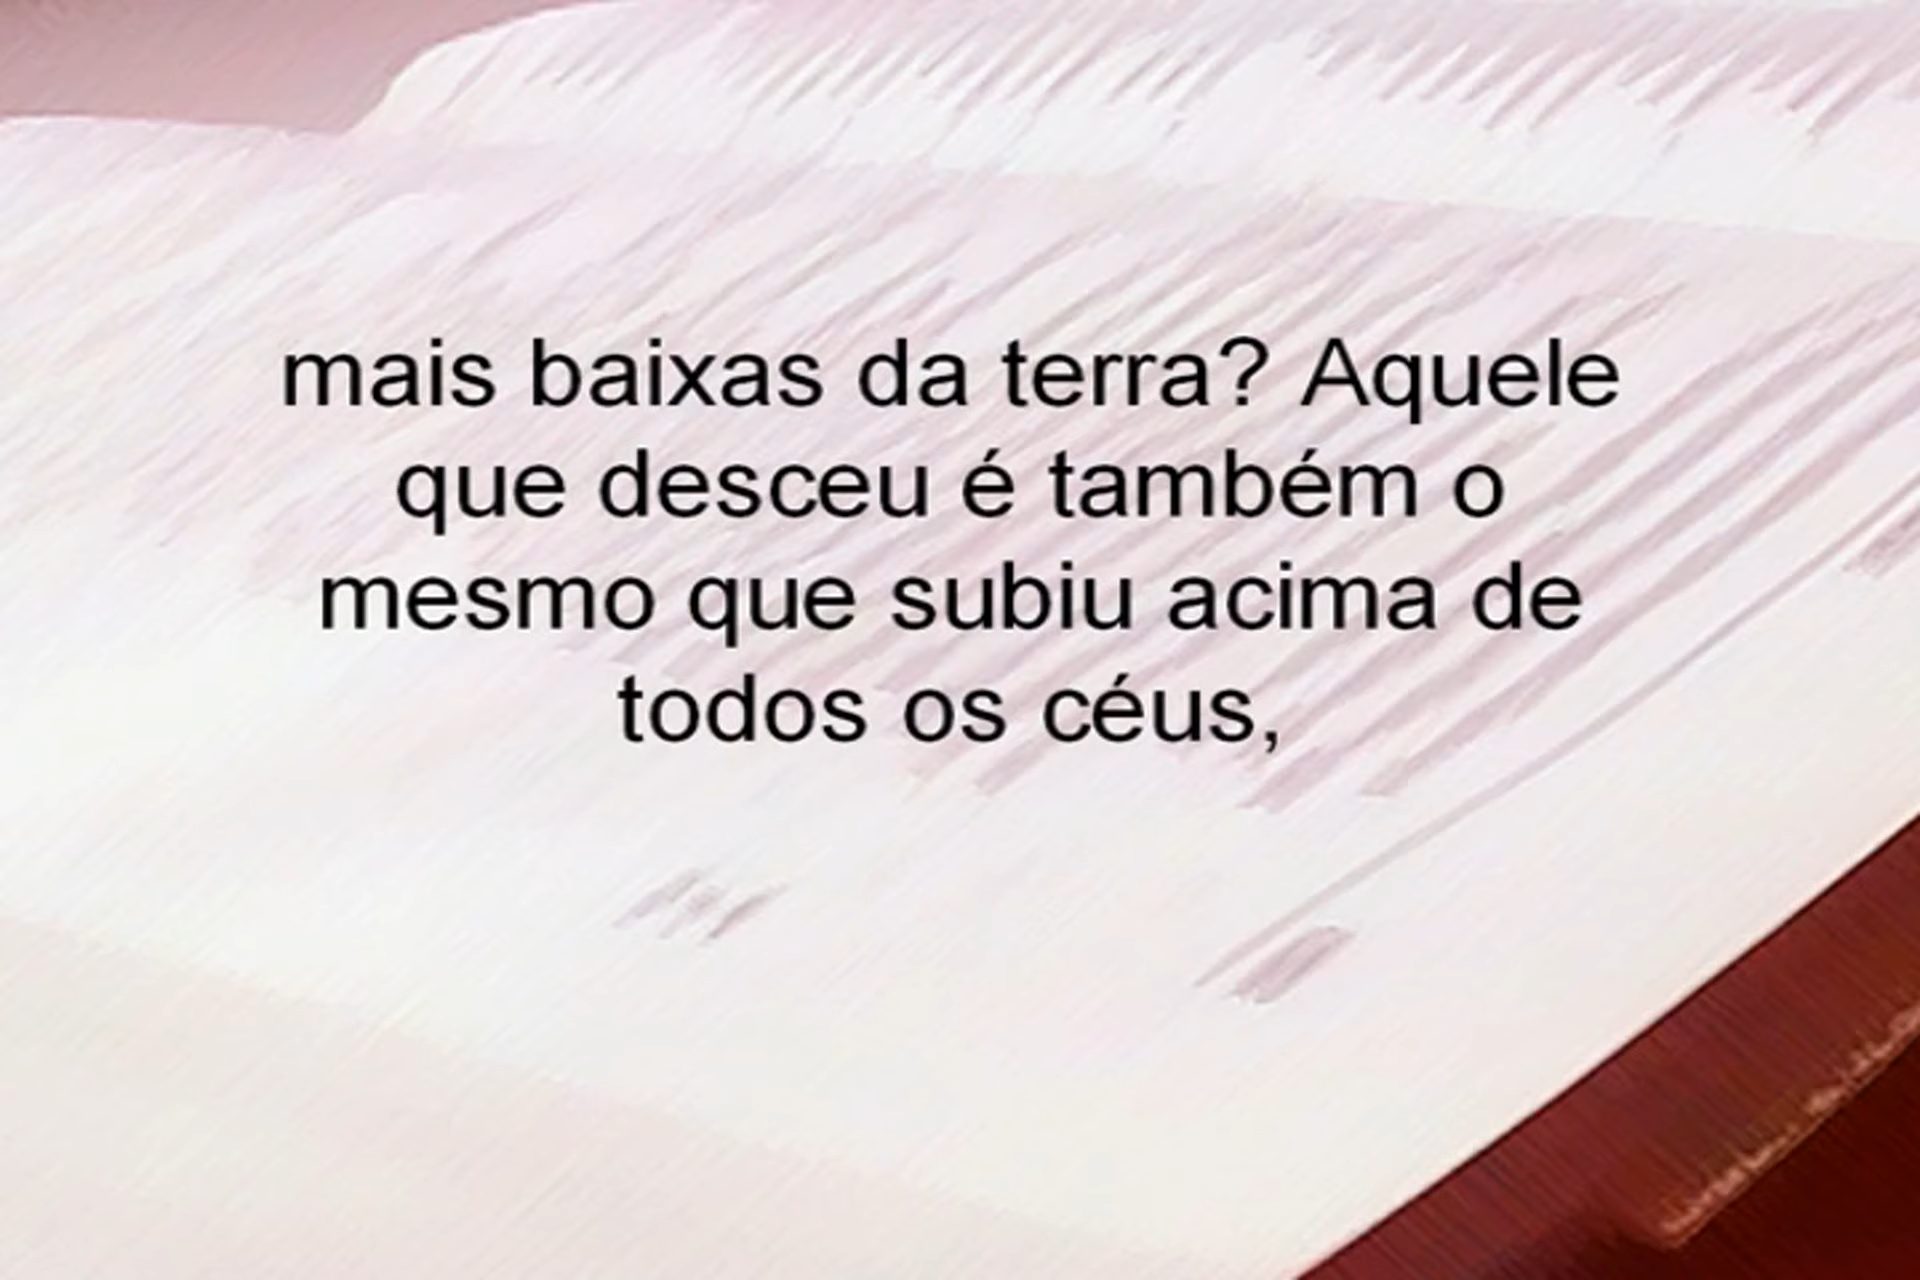 mais baixas da terra? Aquele
que desceu é também o
mesmo que subiu acima de
todos os céus,